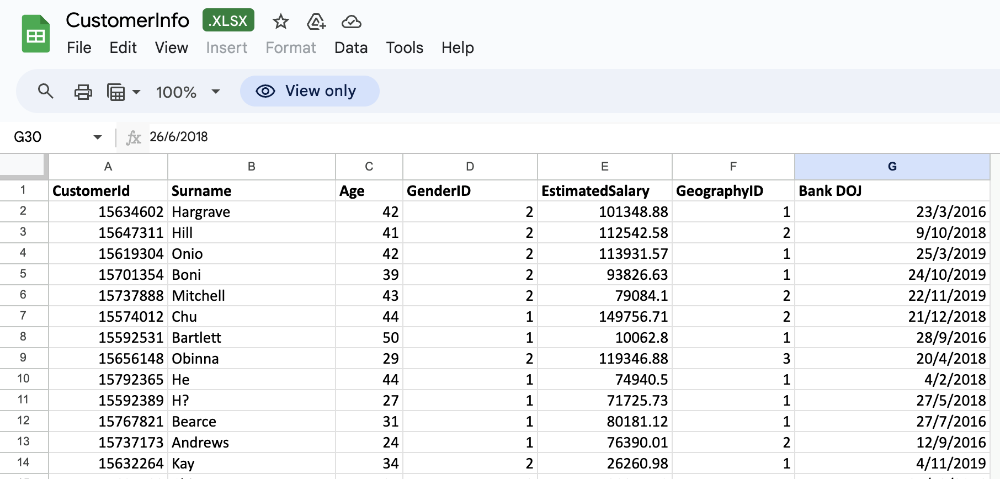 CustomerInfo .XLSX
File Edit View Insert Format Data Tools Help
100% View only
G30 fx 26/6/2018
A B C D E F G
1 CustomerId Surname Age GenderID EstimatedSalary GeographyID Bank DOJ
2 15634602 Hargrave 42 2 101348.88 1 23/3/2016
3 15647311 Hill 41 2 112542.58 2 9/10/2018
4 15619304 Onio 42 2 113931.57 1 25/3/2019
5 15701354 Boni 39 2 93826.63 1 24/10/2019
6 15737888 Mitchell 43 2 79084.1 2 22/11/2019
7 15574012 Chu 44 1 149756.71 2 21/12/2018
8 15592531 Bartlett 50 1 10062.8 1 28/9/2016
9 15656148 Obinna 29 2 119346.88 3 20/4/2018
10 15792365 He 44 1 74940.5 1 4/2/2018
11 15592389 H? 27 1 71725.73 1 27/5/2018
12 15767821 Bearce 31 1 80181.12 1 27/7/2016
13 15737173 Andrews 24 1 76390.01 2 12/9/2016
14 15632264 Kay 34 2 26260.98 1 4/11/2019